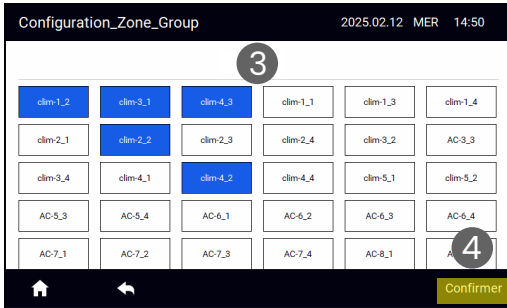 Configuration_Zone_Group 2025.02.12 MER 14:50
3
clim-1_2 clim-3_1 clim-4_3 clim-1_1 clim-1_3 clim-1_4
clim-2_1 clim-2_2 clim-2_3 clim-2_4 clim-3_2 AC-3_3
clim-3_4 clim-4_1 clim-4_2 clim-4_4 clim-5_1 clim-5_2
AC-5_3 AC-5_4 AC-6_1 AC-6_2 AC-6_3 AC-6_4
AC-7_1 AC-7_2 AC-7_3 AC-7_4 AC-8_1
4
Confirmer